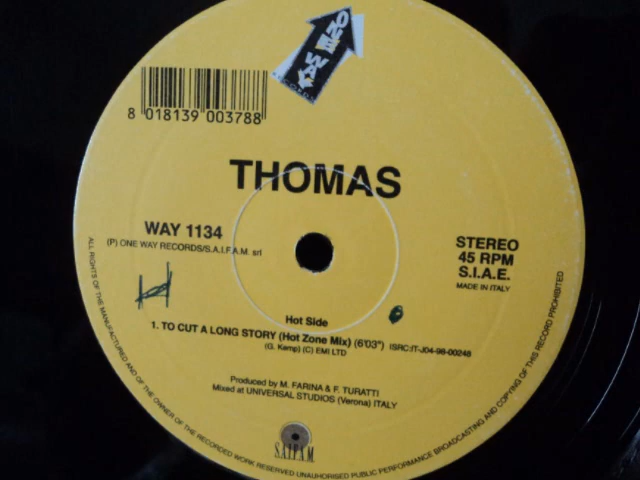 ONE WAY
RECORDS
8 018139 003788
THOMAS
WAY 1134
(P) ONE WAY RECORDS/S.A.I.F.A.M. srl
STEREO
45 RPM
S.I.A.E.
MADE IN ITALY
Hot Side
1. TO CUT A LONG STORY (Hot Zone Mix) (6'03") ISRC:IT-J04-98-00248
(G. Kemp) (C) EMI LTD
Produced by M. FARINA & F. TURATTI
Mixed at UNIVERSAL STUDIOS (Verona) ITALY
S.A.I.F.A.M
ALL RIGHTS OF THE MANUFACTURED AND OF THE OWNER OF THE RECORDED WORK RESERVED UNAUTHORISED PUBLIC PERFORMANCE BROADCASTING AND COPYING OF THIS RECORD PROHIBITED